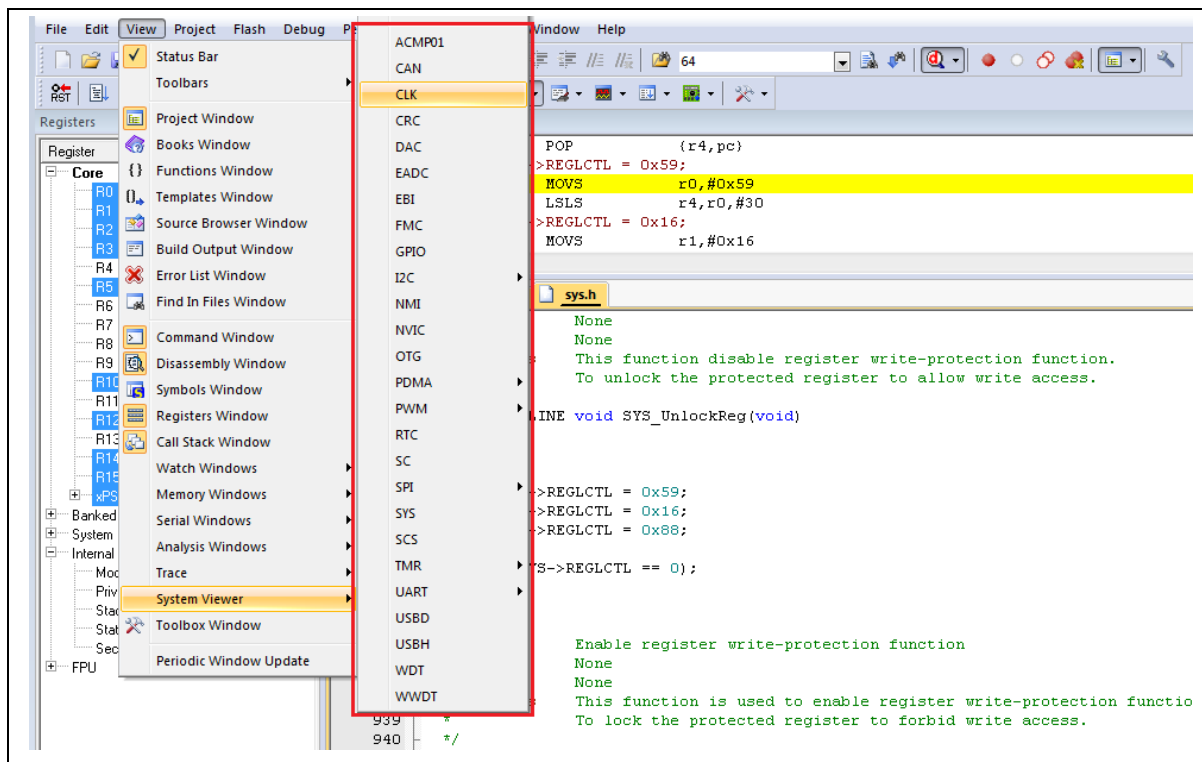 File Edit View Project Flash Debug Window Help
64
RST
Registers
Register
Core
R0
R1
R2
R3
R4
R5
R6
R7
R8
R9
R10
R11
R12
R13
R14
R15
xPS
Banked
System
Internal
Mod
Priv
Stac
Stat
Sec
FPU
Status Bar
Toolbars
Project Window
Books Window
Functions Window
Templates Window
Source Browser Window
Build Output Window
Error List Window
Find In Files Window
Command Window
Disassembly Window
Symbols Window
Registers Window
Call Stack Window
Watch Windows
Memory Windows
Serial Windows
Analysis Windows
Trace
System Viewer
Toolbox Window
Periodic Window Update
ACMP01
CAN
CLK
CRC
DAC
EADC
EBI
FMC
GPIO
I2C
NMI
NVIC
OTG
PDMA
PWM
RTC
SC
SPI
SYS
SCS
TMR
UART
USBD
USBH
WDT
WWDT
POP {r4,pc}
>REGLCTL = 0x59;
MOVS r0,#0x59
LSLS r4,r0,#30
>REGLCTL = 0x16;
MOVS r1,#0x16
sys.h
None
None
This function disable register write-protection function.
To unlock the protected register to allow write access.
INE void SYS_UnlockReg(void)
>REGLCTL = 0x59;
>REGLCTL = 0x16;
>REGLCTL = 0x88;
S->REGLCTL == 0);
Enable register write-protection function
None
None
This function is used to enable register write-protection functio
939 * To lock the protected register to forbid write access.
940 */